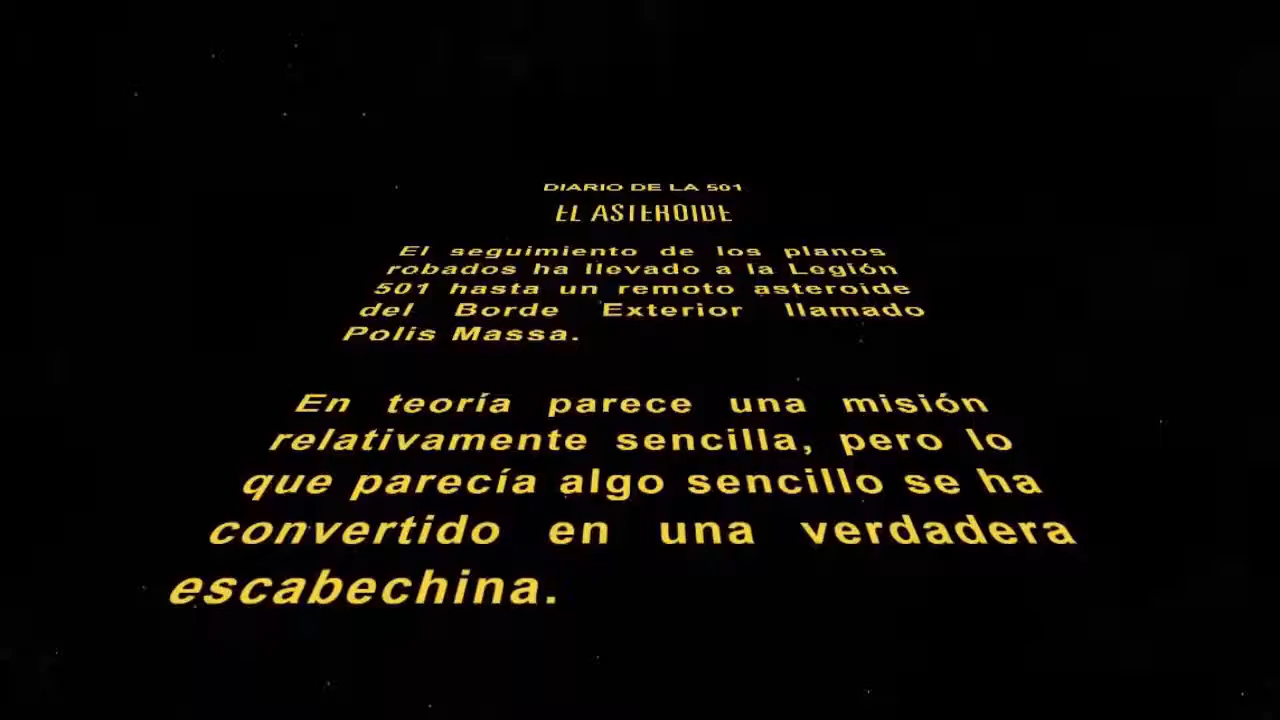 DIARIO DE LA 501
EL ASTEROIDE
El seguimiento de los planos
robados ha llevado a la Legión
501 hasta un remoto asteroide
del Borde Exterior llamado
Polis Massa.
En teoría parece una misión
relativamente sencilla, pero lo
que parecía algo sencillo se ha
convertido en una verdadera
escabechina.